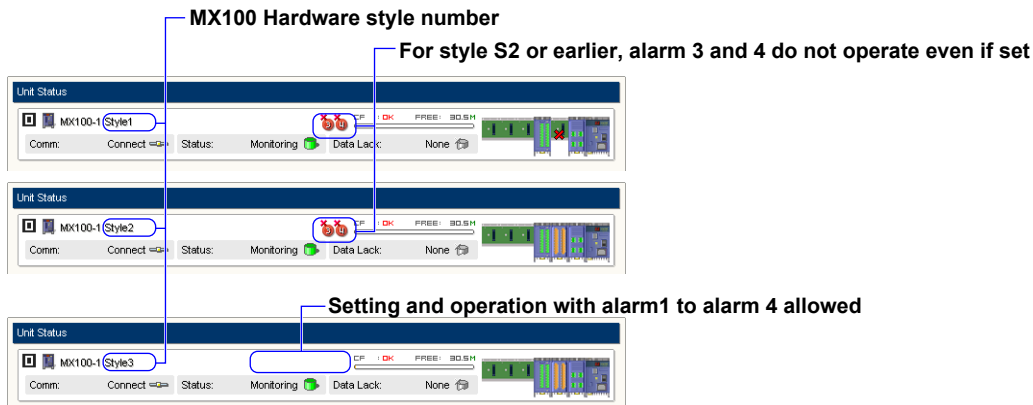 MX100 Hardware style number
For style S2 or earlier, alarm 3 and 4 do not operate even if set
Unit Status
MX100-1 Style1 3 4 CF : OK FREE: 30.5M
Comm: Connect Status: Monitoring Data Lack: None
Unit Status
MX100-1 Style2 3 4 CF : OK FREE: 30.5M
Comm: Connect Status: Monitoring Data Lack: None
Setting and operation with alarm1 to alarm 4 allowed
Unit Status
MX100-1 Style3 CF : OK FREE: 30.5M
Comm: Connect Status: Monitoring Data Lack: None